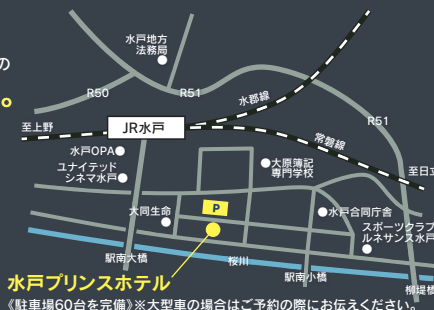 の
。
水戸地方
法務局
R50
R51
水郡線
R51
至上野
JR水戸
常磐線
水戸OPA
ユナイテッド
シネマ水戸
大原簿記
専門学校
至日立
P
大同生命
水戸合同庁舎
スポーツクラブ
ルネサンス水戸
駅南大橋
桜川
駅南小橋
柳堤橋
水戸プリンスホテル
《駐車場60台を完備》※大型車の場合はご予約の際にお伝えください。